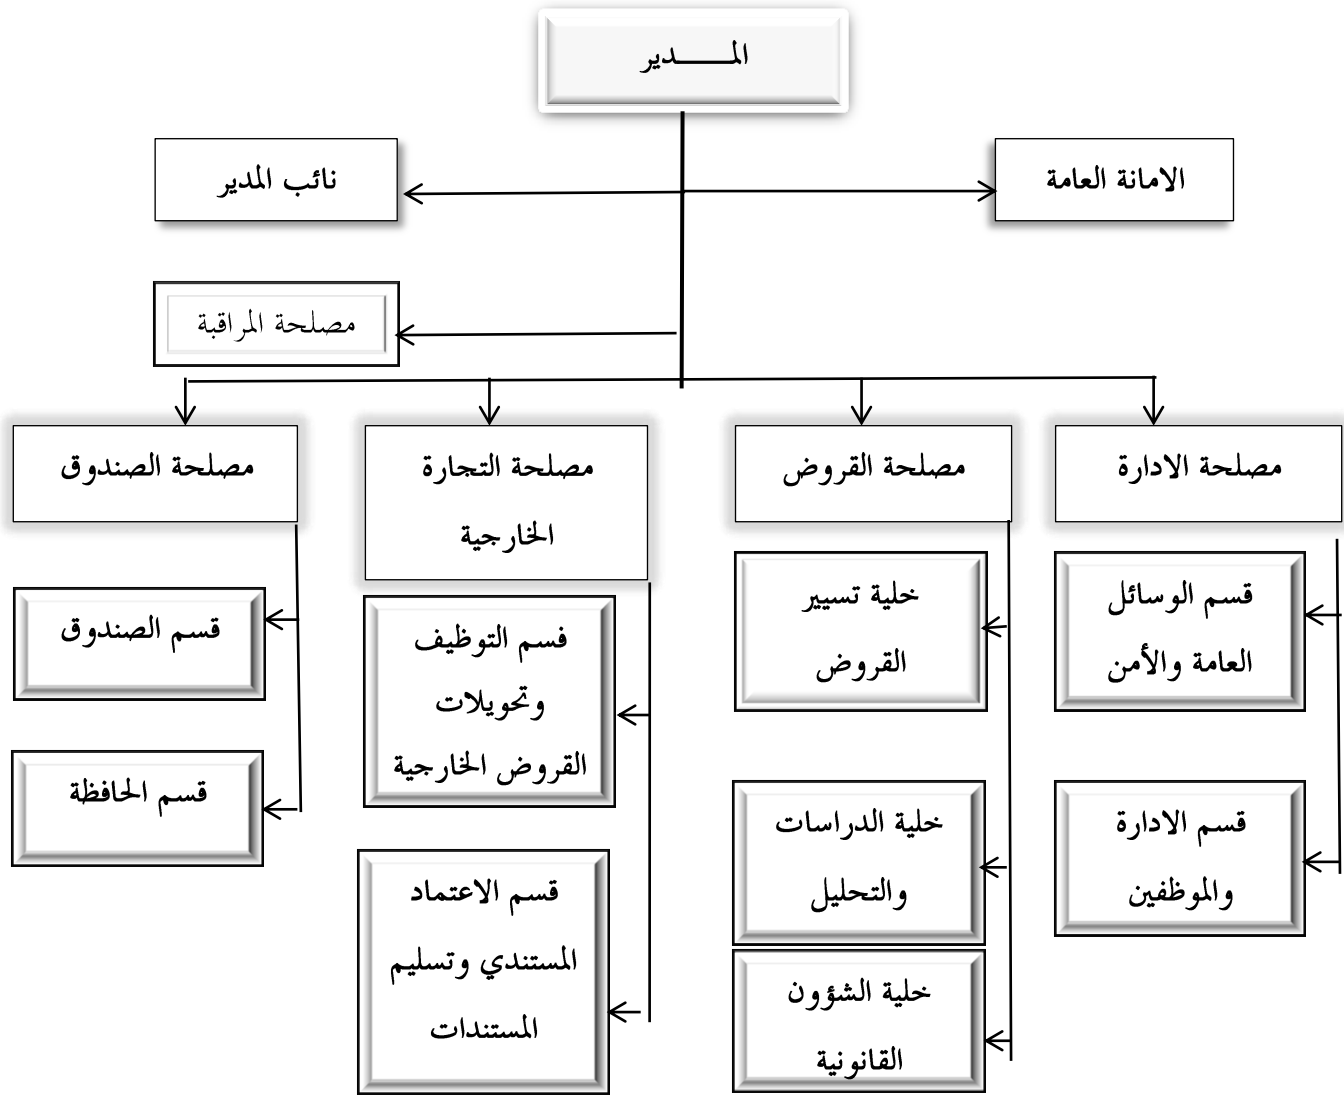 المـــــــدير
الامانة العامة
نائب المدير
مصلحة المراقبة
مصلحة الادارة
مصلحة القروض
مصلحة التجارة
الخارجية
مصلحة الصندوق
قسم الوسائل
العامة والأمن
قسم الادارة
والموظفين
خلية تسيير
القروض
خلية الدراسات
والتحليل
خلية الشؤون
القانونية
فسم التوظيف
وتحويلات
القروض الخارجية
قسم الاعتماد
المستندي وتسليم
المستندات
قسم الصندوق
قسم الحافظة